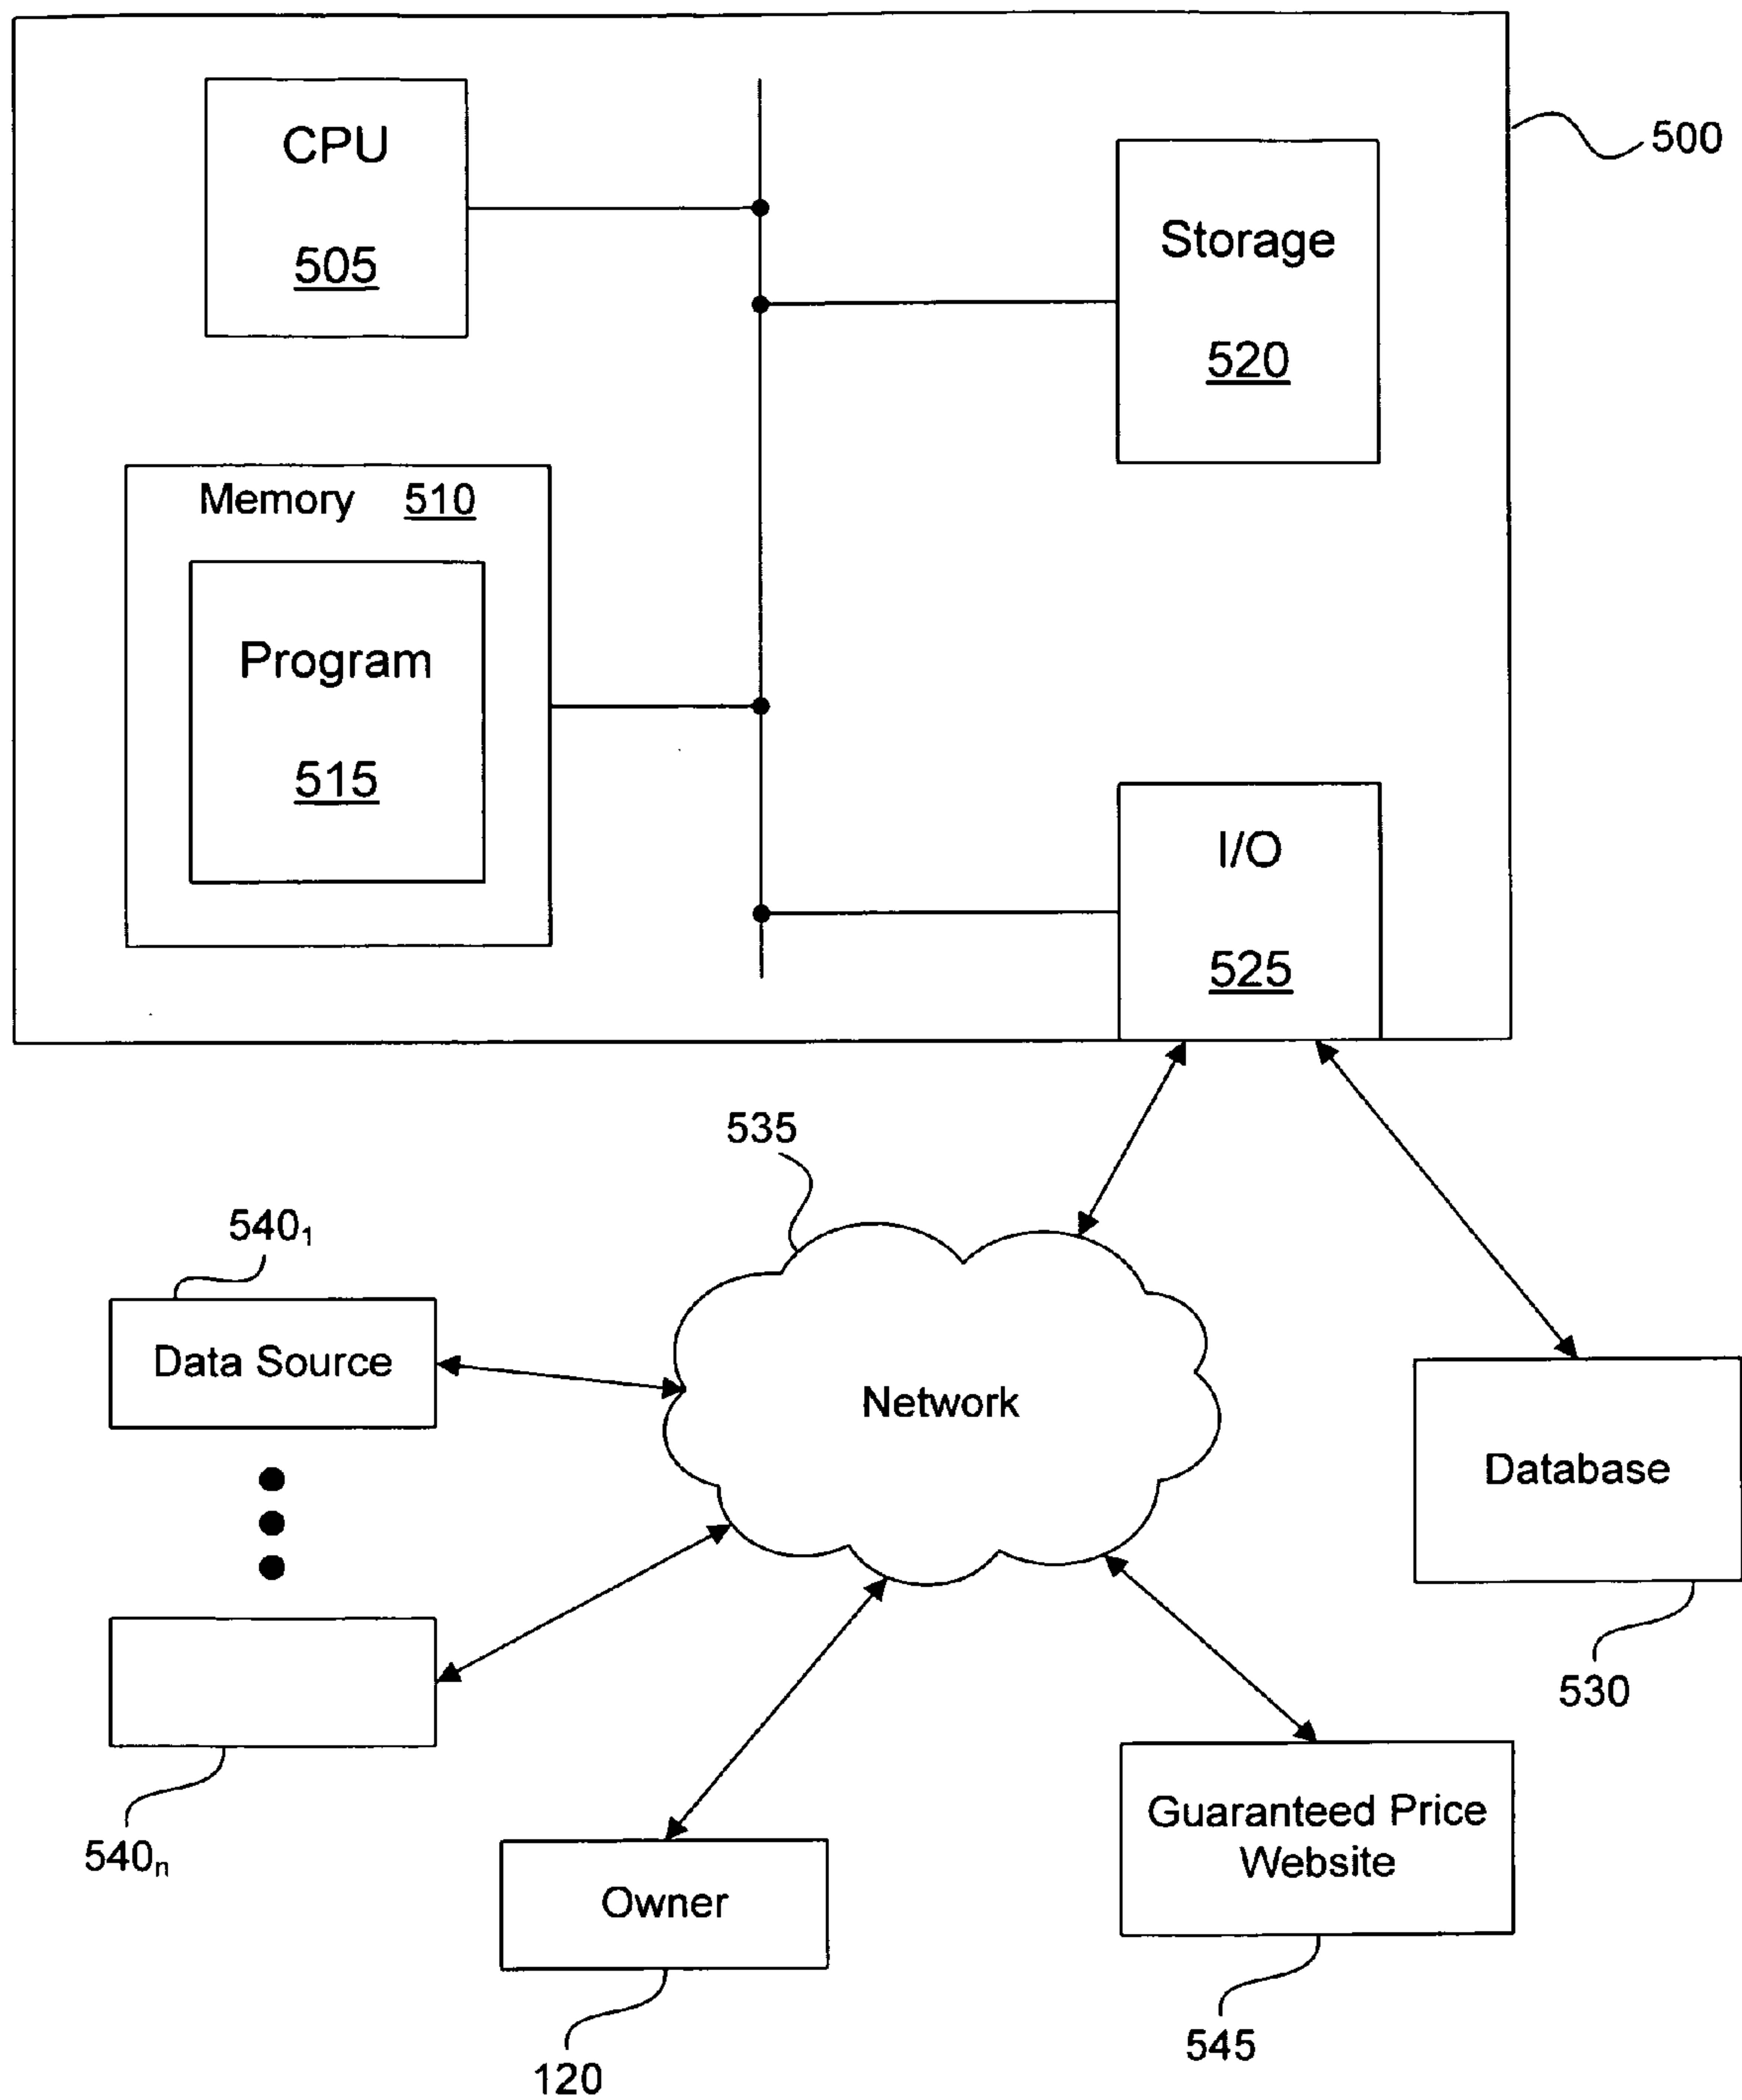 500
CPU
505
Storage
520
Memory 510
Program
515
I/O
525
535
540₁
Data Source
Network
Database
530
540ₙ
Guaranteed Price
Website
545
Owner
120